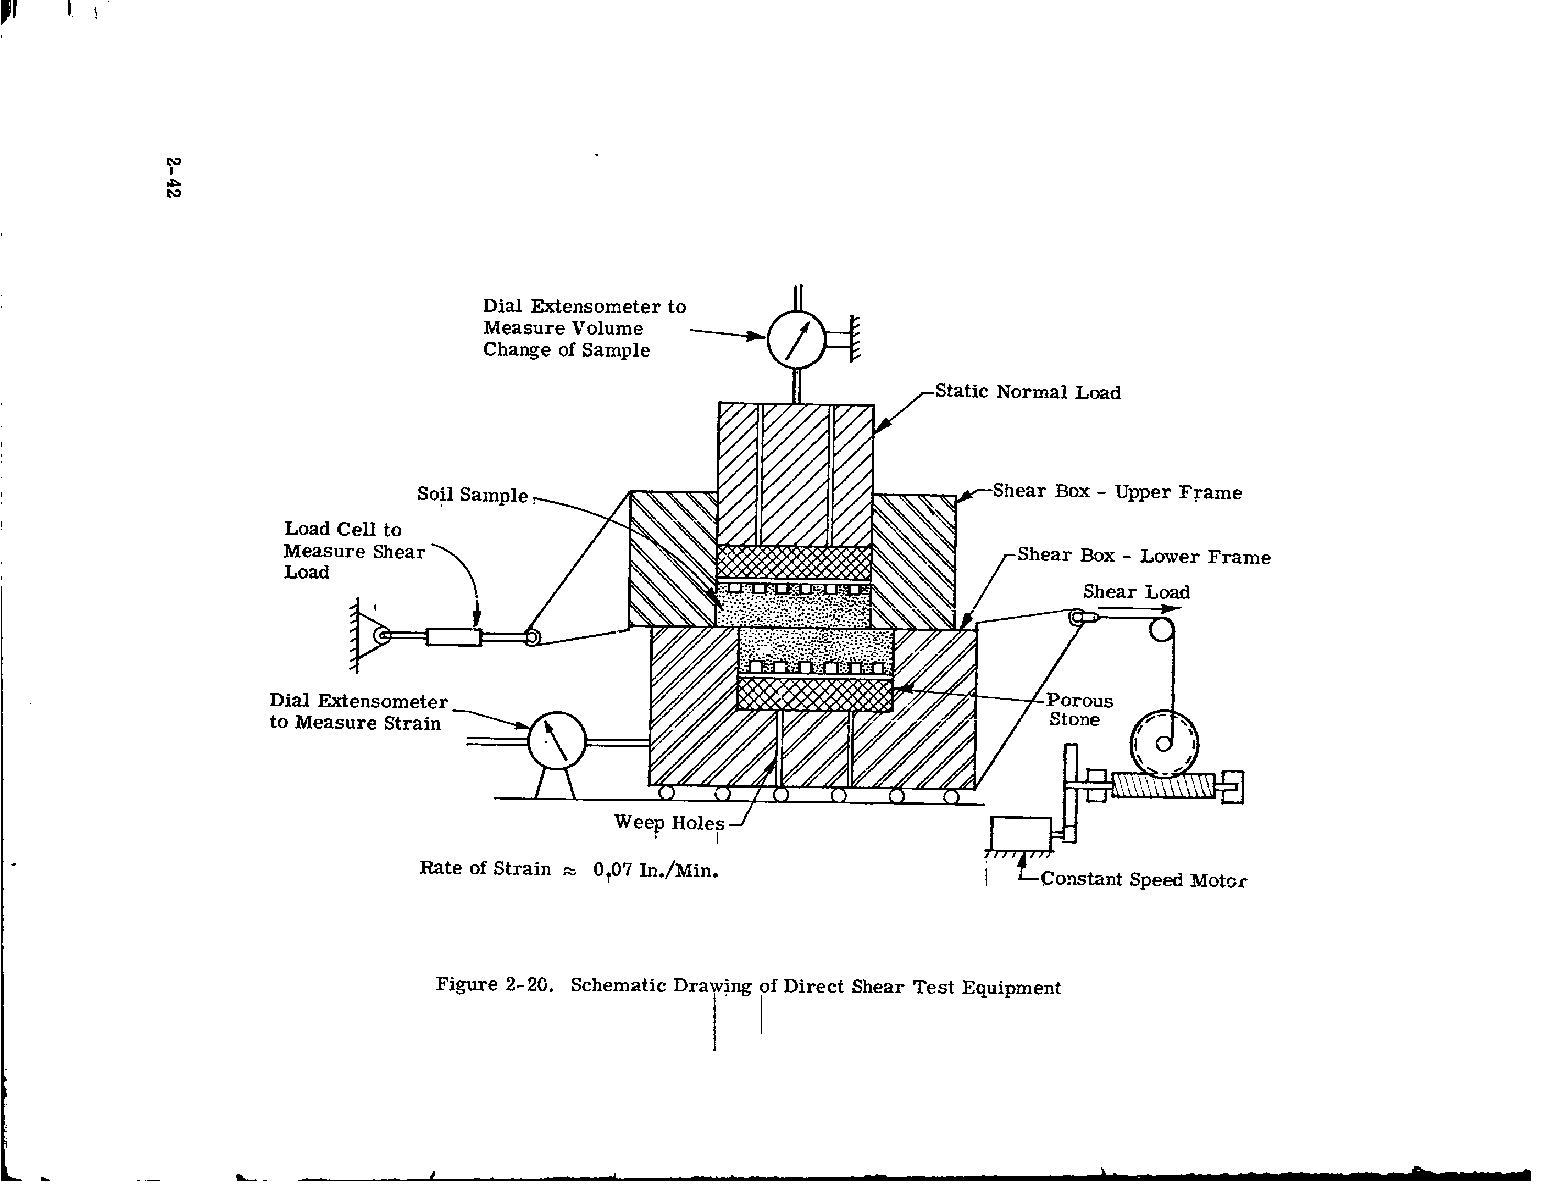 2-42
Dial Extensometer to
Measure Volume
Change of Sample
Static Normal Load
Soil Sample
Shear Box - Upper Frame
Load Cell to
Measure Shear
Load
Shear Box - Lower Frame
Shear Load
Dial Extensometer
to Measure Strain
Porous
Stone
Weep Holes
Rate of Strain ≈ 0.07 In./Min.
Constant Speed Motor
Figure 2-20. Schematic Drawing of Direct Shear Test Equipment